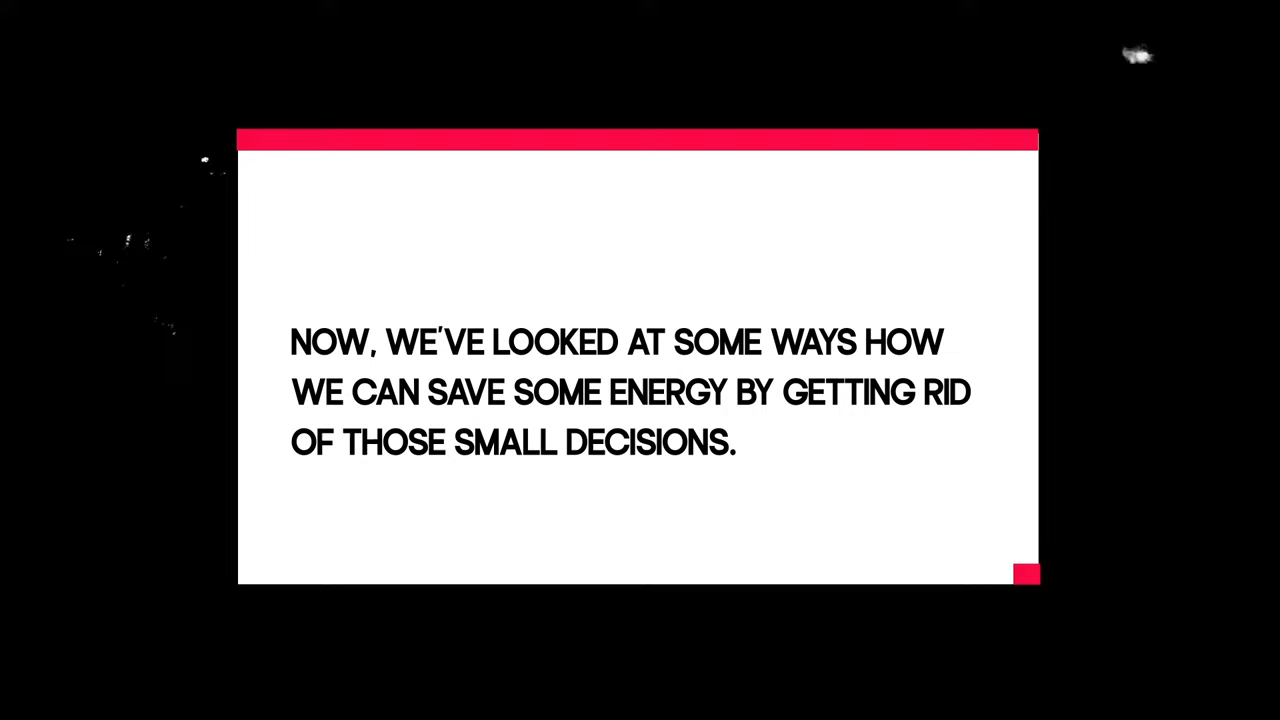 NOW, WE'VE LOOKED AT SOME WAYS HOW
WE CAN SAVE SOME ENERGY BY GETTING RID
OF THOSE SMALL DECISIONS.